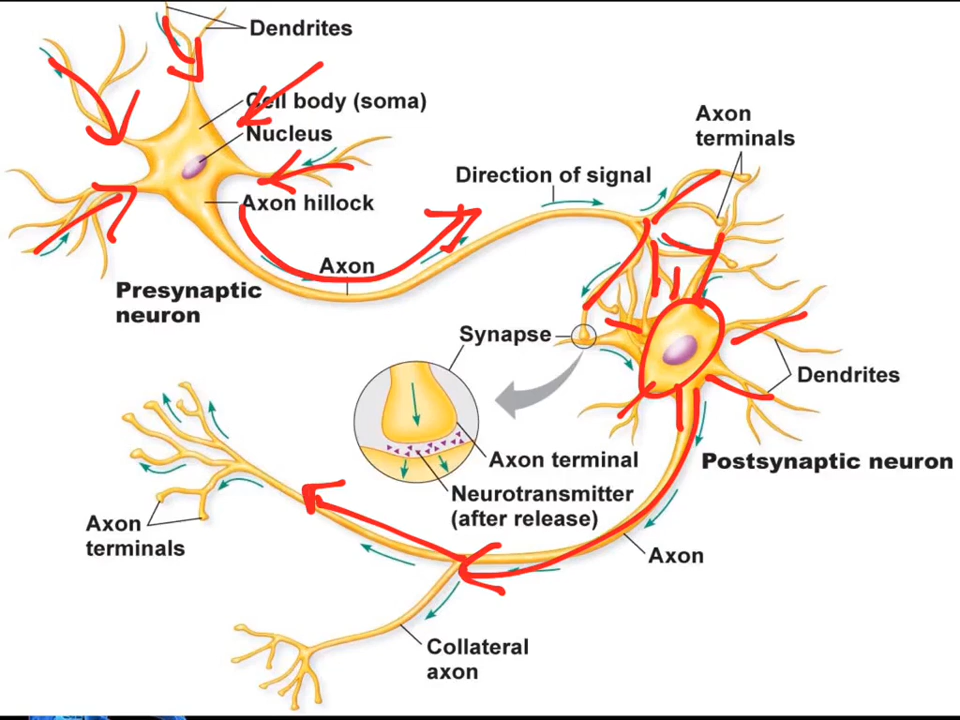 Dendrites
Cell body (soma)
Nucleus
Axon hillock
Axon
Presynaptic
neuron
Direction of signal
Axon
terminals
Synapse
Dendrites
Axon terminal
Neurotransmitter
(after release)
Postsynaptic neuron
Axon
Axon
terminals
Collateral
axon